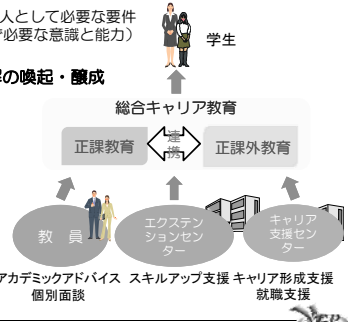 人として必要な要件
必要な意識と能力）
学生
の喚起・醸成
総合キャリア教育
正課教育
連携
正課外教育
教　員
エクステン
ションセン
ター
キャリア
支援セン
ター
アカデミックアドバイス
個別面談
スキルアップ支援
キャリア形成支援
就職支援